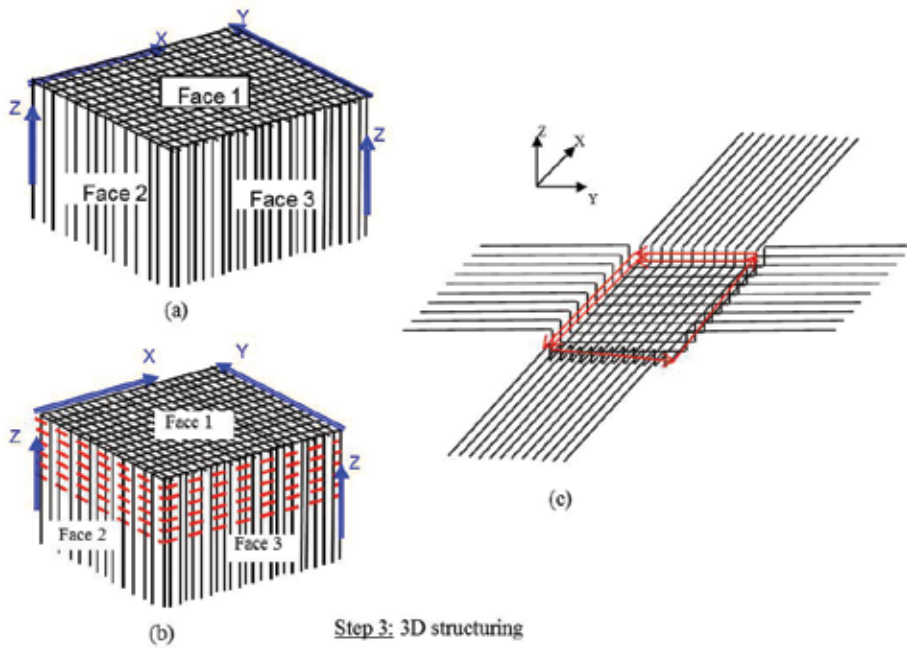 Y
X
Face 1
Z
Z
Face 2
Face 3
(a)
Z
X
Y
Y
X
Face 1
Z
Z
Face 2
Face 3
(b)
(c)
Step 3: 3D structuring